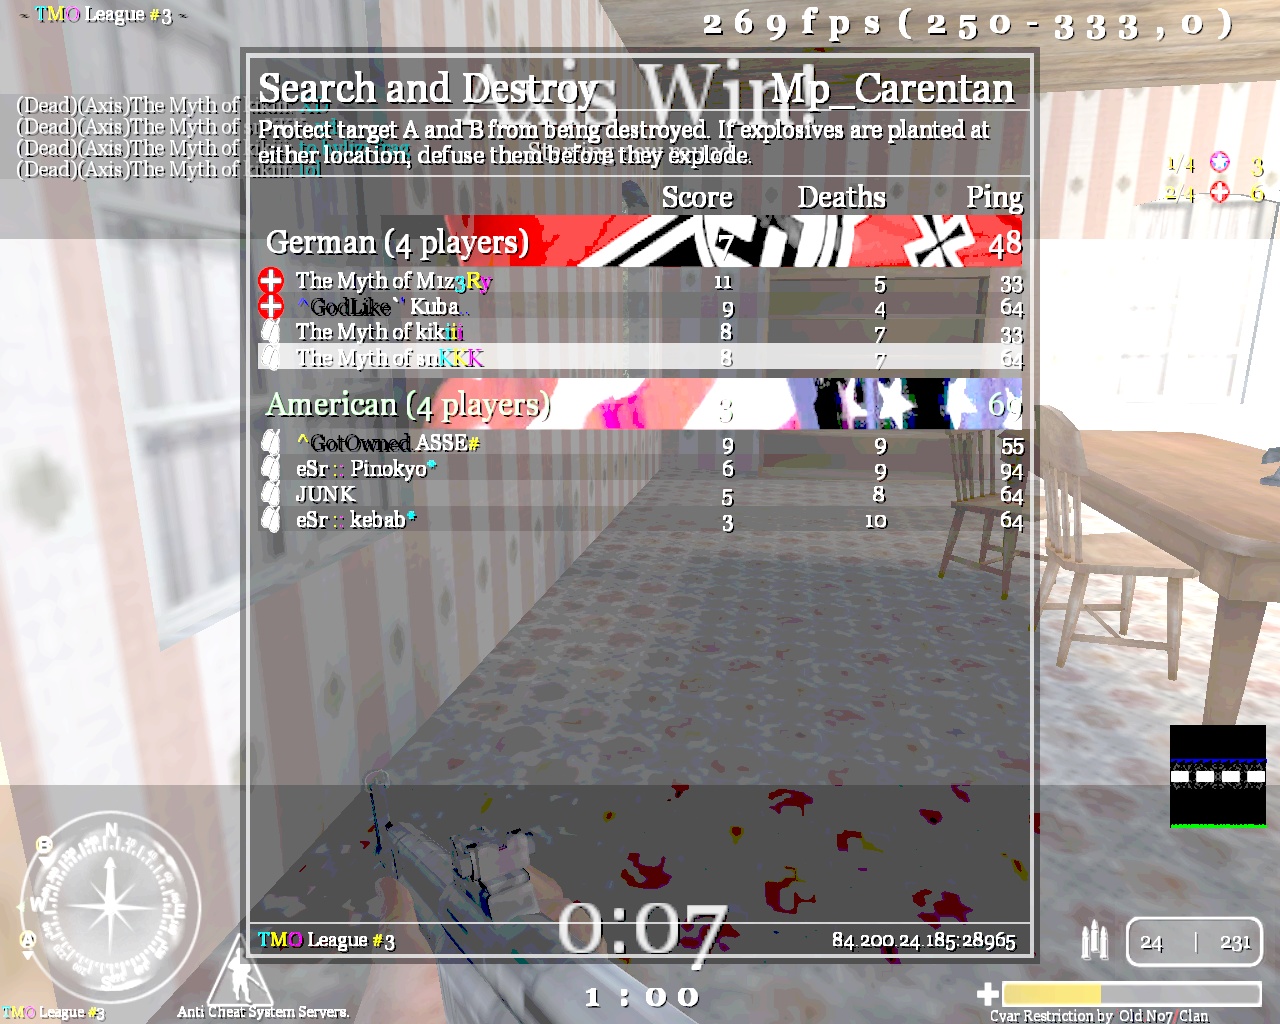 ~ TMO League #3 ~
269fps(250-333,0)
Axis Win!
Search and Destroy Mp_Carentan
(Dead)(Axis)The Myth of
(Dead)(Axis)The Myth of
(Dead)(Axis)The Myth of
(Dead)(Axis)The Myth of kikiii: lol
Protect target A and B from being destroyed. If explosives are planted at
either location, defuse them before they explode.
1/4 3
2/4 6
Score Deaths Ping
German (4 players) 7 48
The Myth of M1z3Ry 11 5 33
^GodLike`' Kuba 9 4 64
The Myth of kikiii 8 7 33
The Myth of snKKK 8 7 64
American (4 players) 3 69
^GotOwned.ASSE# 9 9 55
eSr :: Pinokyo* 6 9 94
JUNK 5 8 64
eSr :: kebab* 3 10 64
N
B
W
A
0:07
TMO League #3 84.200.24.185:28965
24 | 231
1:00
TMO League #3 Anti Cheat System Servers.
Cvar Restriction by Old No7 Clan